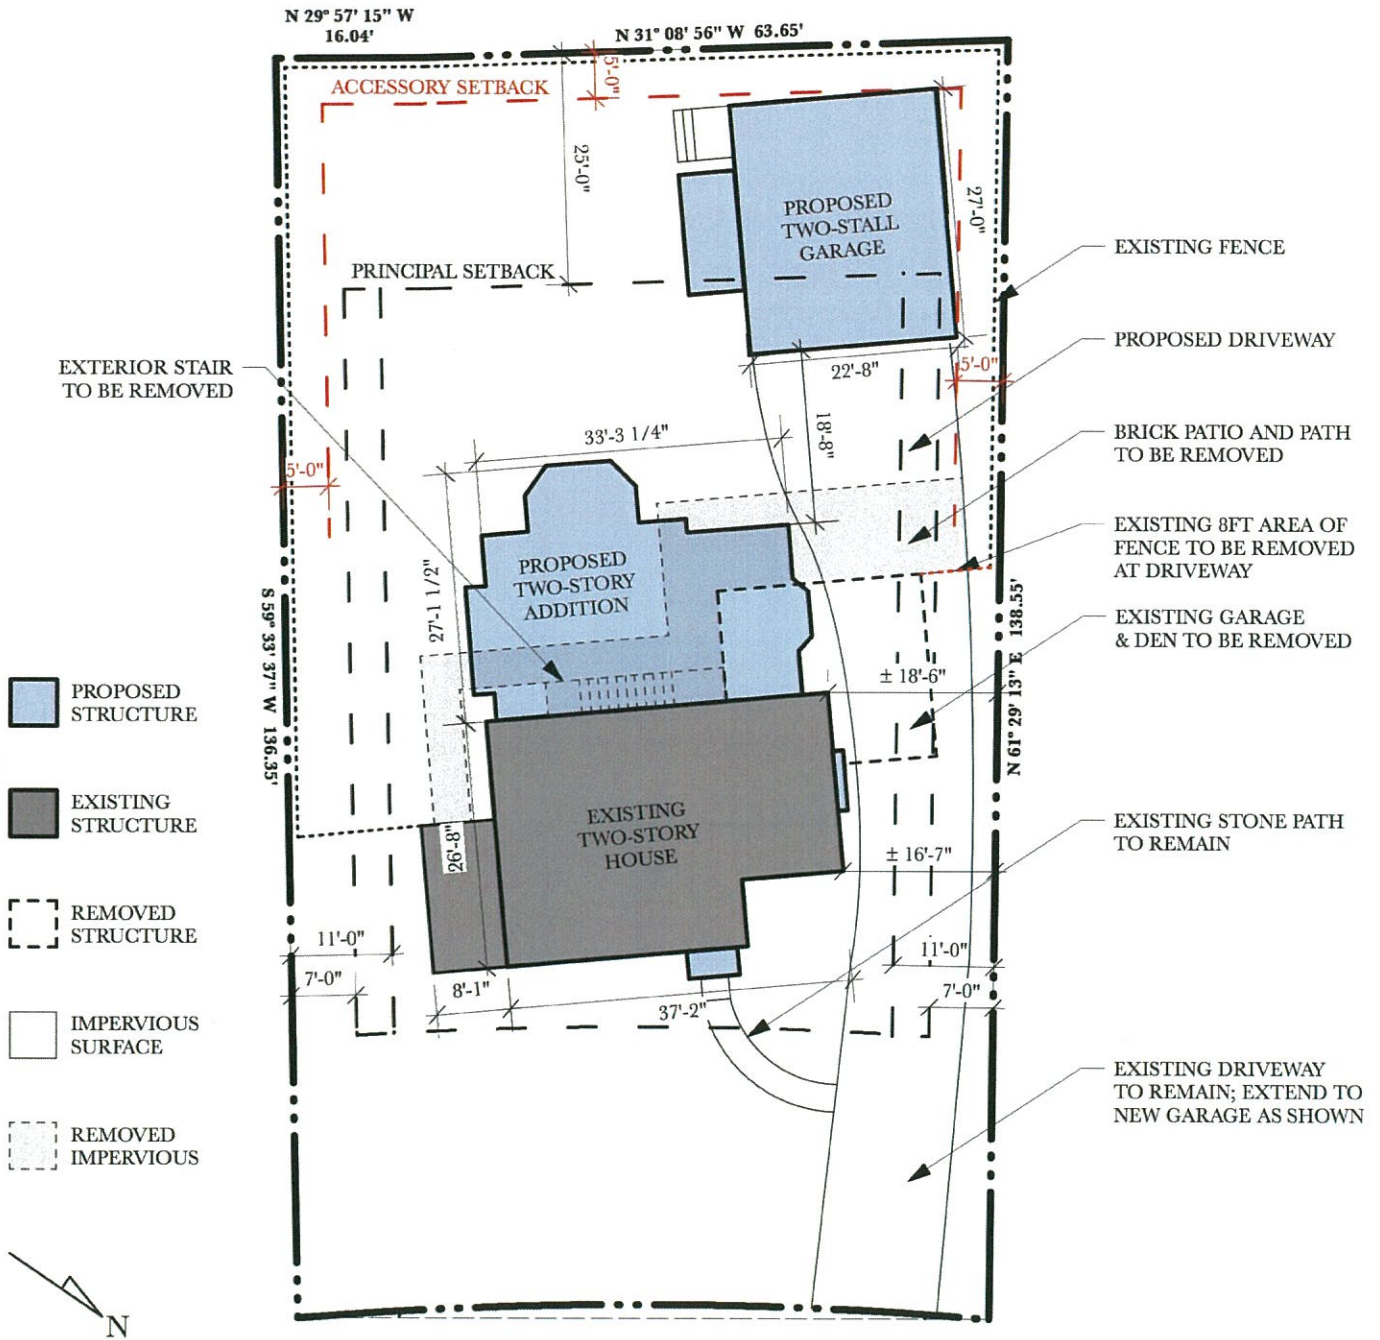 N 29° 57' 15" W
16.04'
N 31° 08' 56" W 63.65'
ACCESSORY SETBACK
5'-0"
25'-0"
PROPOSED
TWO-STALL
GARAGE
27'-0"
PRINCIPAL SETBACK
EXISTING FENCE
PROPOSED DRIVEWAY
EXTERIOR STAIR
TO BE REMOVED
22'-8"
5'-0"
18'-8"
33'-3 1/4"
BRICK PATIO AND PATH
TO BE REMOVED
5'-0"
EXISTING 8FT AREA OF
FENCE TO BE REMOVED
AT DRIVEWAY
PROPOSED
TWO-STORY
ADDITION
27'-1 1/2"
S 59° 33' 37" W 136.35'
N 61° 29' 13" E 138.55'
EXISTING GARAGE
& DEN TO BE REMOVED
± 18'-6"
PROPOSED
STRUCTURE
EXISTING
STRUCTURE
EXISTING
TWO-STORY
HOUSE
26'-8"
± 16'-7"
EXISTING STONE PATH
TO REMAIN
REMOVED
STRUCTURE
11'-0"
7'-0"
8'-1"
37'-2"
11'-0"
7'-0"
IMPERVIOUS
SURFACE
EXISTING DRIVEWAY
TO REMAIN; EXTEND TO
NEW GARAGE AS SHOWN
REMOVED
IMPERVIOUS
N